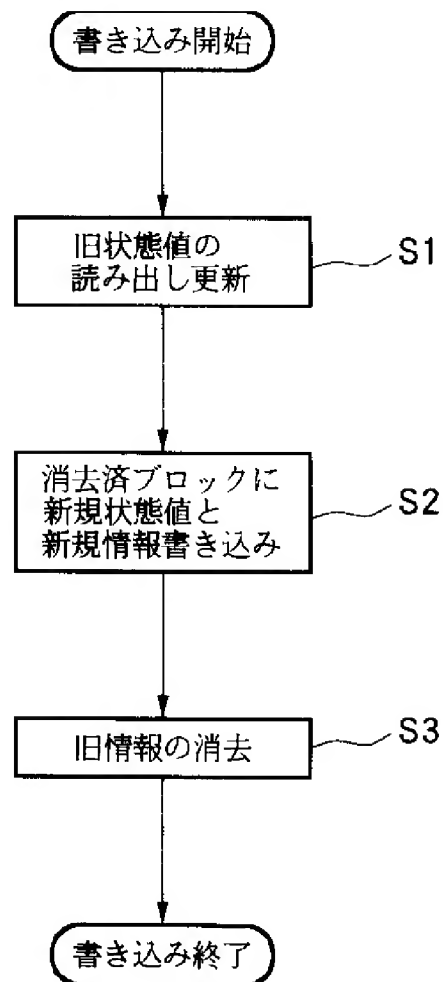 書き込み開始
旧状態値の
読み出し更新
S1
消去済ブロックに
新規状態値と
新規情報書き込み
S2
旧情報の消去
S3
書き込み終了